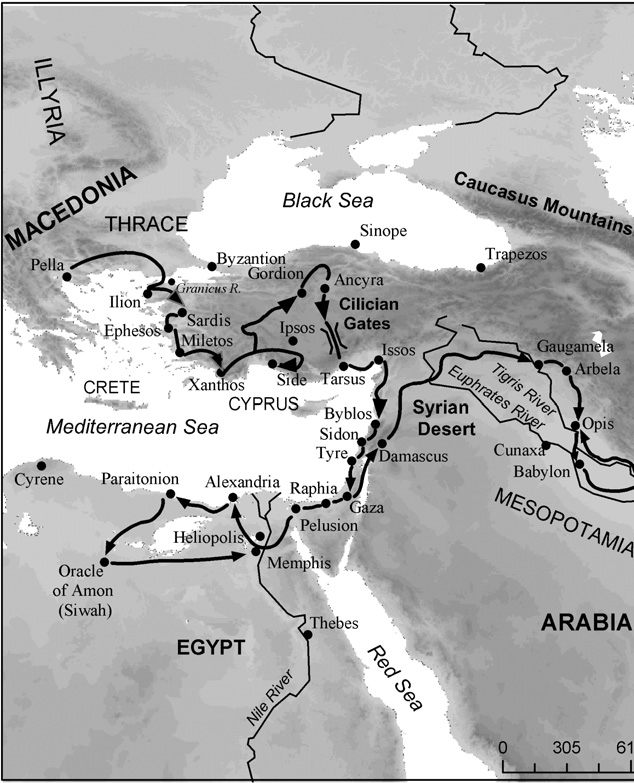 ILLYRIA
MACEDONIA
THRACE
Black Sea
Caucasus Mountains
Sinope
Byzantion
Trapezos
Pella
Gordion
Ancyra
Granicus R.
Ilion
Cilician
Gates
Sardis
Ephesos
Ipsos
Miletos
Issos
Gaugamela
Arbela
Xanthos
Side
Tarsus
CRETE
CYPRUS
Tigris River
Euphrates River
Byblos
Syrian
Desert
Mediterranean Sea
Sidon
Opis
Tyre
Damascus
Cunaxa
Babylon
Cyrene
Paraitonion
Alexandria
Raphia
Gaza
MESOPOTAMIA
Pelusion
Heliopolis
Memphis
Oracle
of Amon
(Siwah)
Thebes
ARABIA
EGYPT
Red Sea
Nile River
0 305 61